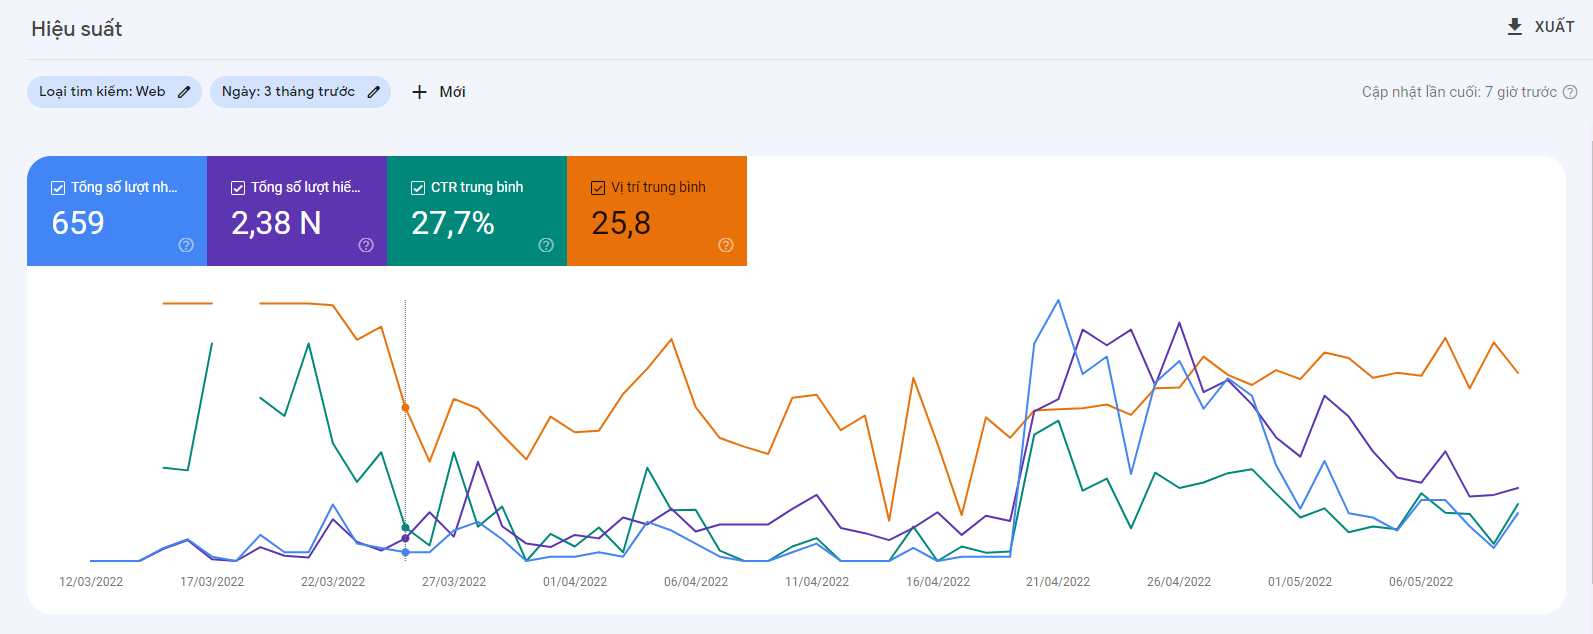 Hiệu suất
XUẤT
Loại tìm kiếm: Web
Ngày: 3 tháng trước
Mới
Cập nhật lần cuối: 7 giờ trước
Tổng số lượt nh...
659
Tổng số lượt hiể...
2,38 N
CTR trung bình
27,7%
Vị trí trung bình
25,8
12/03/2022
17/03/2022
22/03/2022
27/03/2022
01/04/2022
06/04/2022
11/04/2022
16/04/2022
21/04/2022
26/04/2022
01/05/2022
06/05/2022